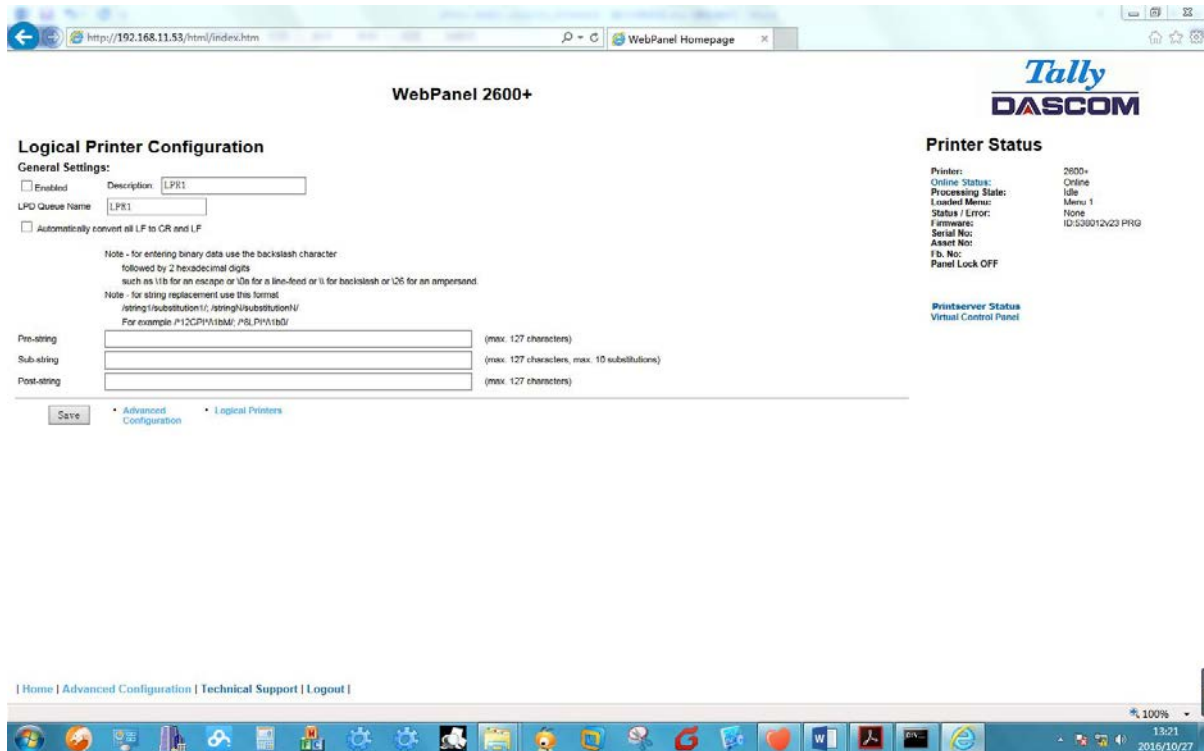 http://192.168.11.53/html/index.htm
WebPanel Homepage
WebPanel 2600+
Tally
DASCOM
Logical Printer Configuration
General Settings:
Enabled
Description: LPR1
LPD Queue Name LPR1
Automatically convert all LF to CR and LF
Note - for entering binary data use the backslash character
followed by 2 hexadecimal digits
such as \1b for an escape or \0a for a line-feed or \\ for backslash or \26 for an ampersand.
Note - for string replacement use this format
/string1/substitution1/; /stringN/substitutionN/
For example /*12CPI*/\1bM/; /*6LPI*/\1b0/
Pre-string (max. 127 characters)
Sub-string (max. 127 characters, max. 10 substitutions)
Post-string (max. 127 characters)
Save
• Advanced Configuration
• Logical Printers
Printer Status
Printer: 2600+
Online Status: Online
Processing State: Idle
Loaded Menu: Menu 1
Status / Error: None
Firmware: ID:538012v23 PRG
Serial No:
Asset No:
Fb. No:
Panel Lock OFF
Printserver Status
Virtual Control Panel
| Home | Advanced Configuration | Technical Support | Logout |
100%
13:21
2016/10/27